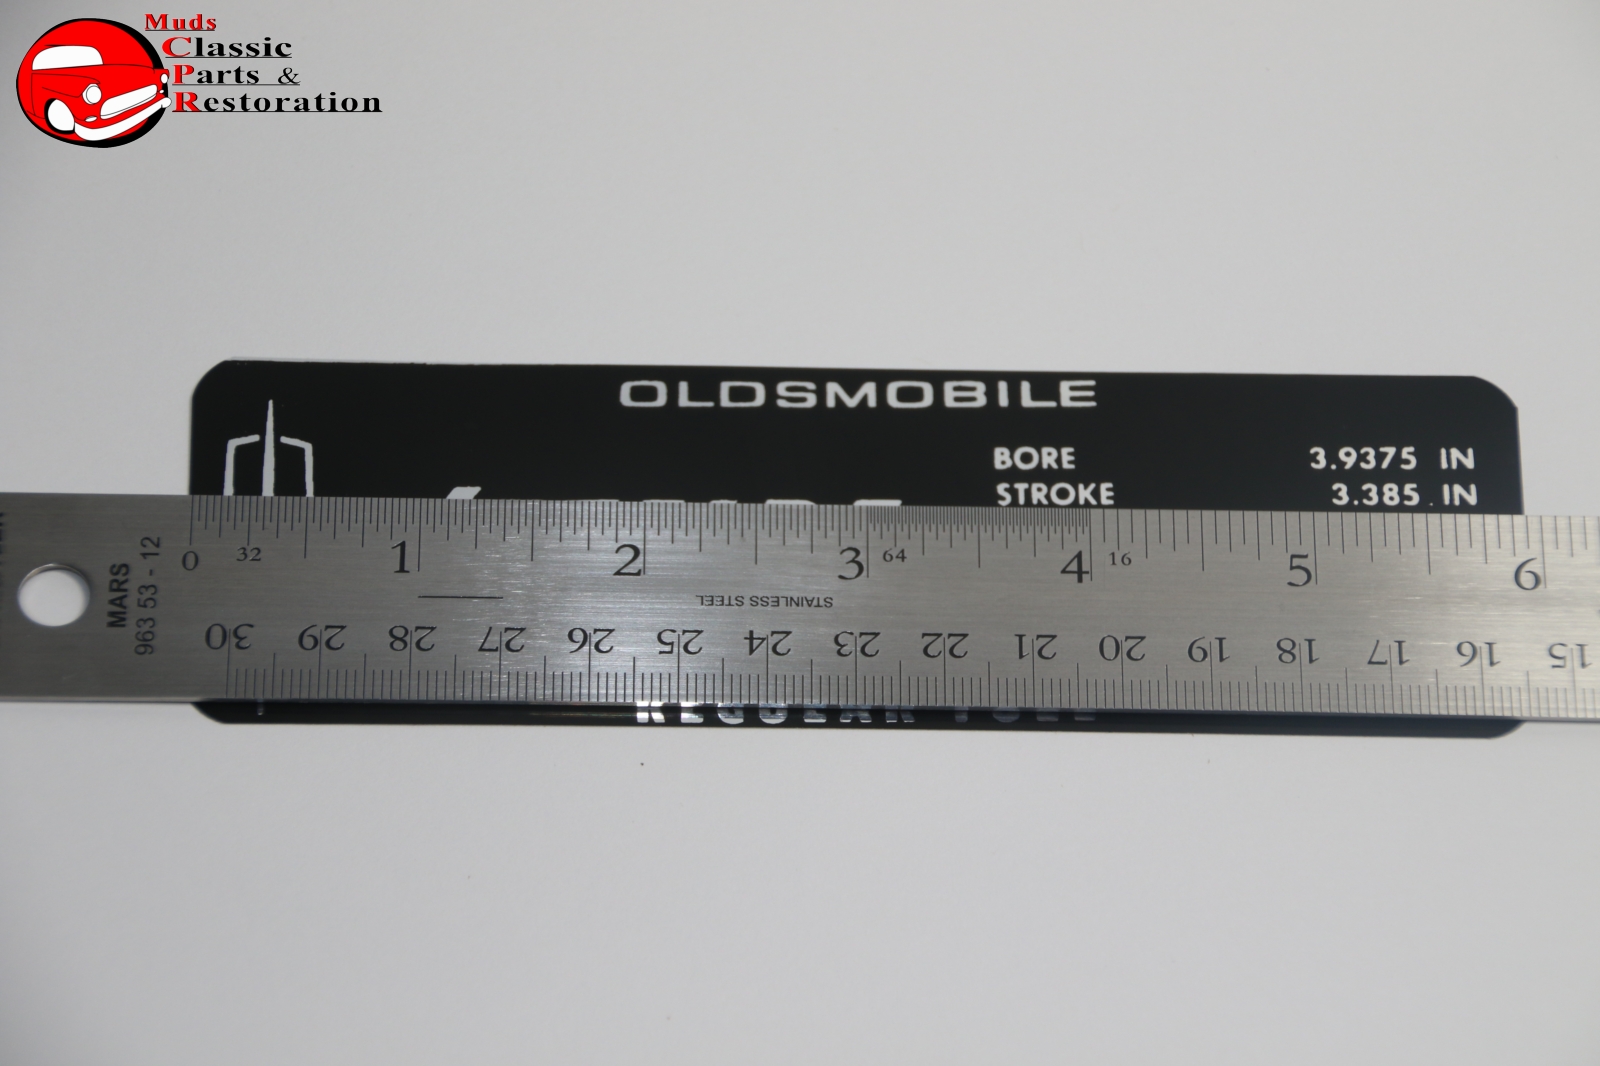 Muds
Classic
Parts &
Restoration
OLDSMOBILE
BORE 3.9375 IN
STROKE 3.385 IN
0 32 1 2 3 64 4 16 5 6
MARS
963 53 - 12
STAINLESS STEEL
30 29 28 27 26 25 24 23 22 21 20 19 18 17 16 15